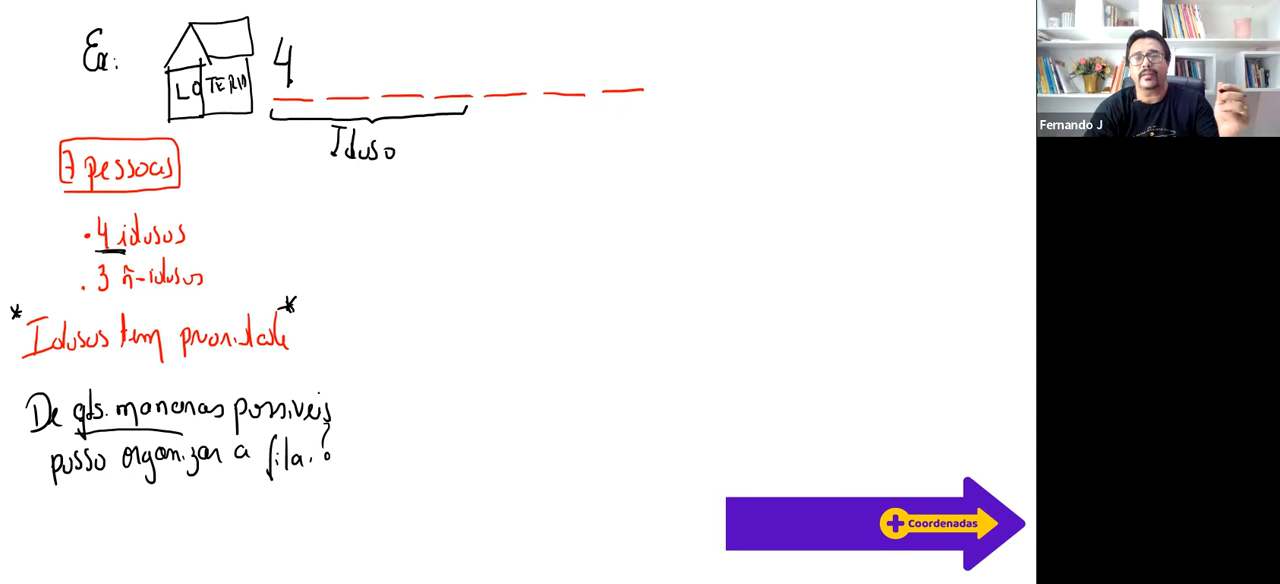 Ex:
LOTERIA
4
Idoso
7 pessoas
• 4 idosos
• 3 ñ-idosos
* Idosos tem prioridade *
De qts. maneiras possíveis
posso organizar a fila?
Fernando J
Coordenadas